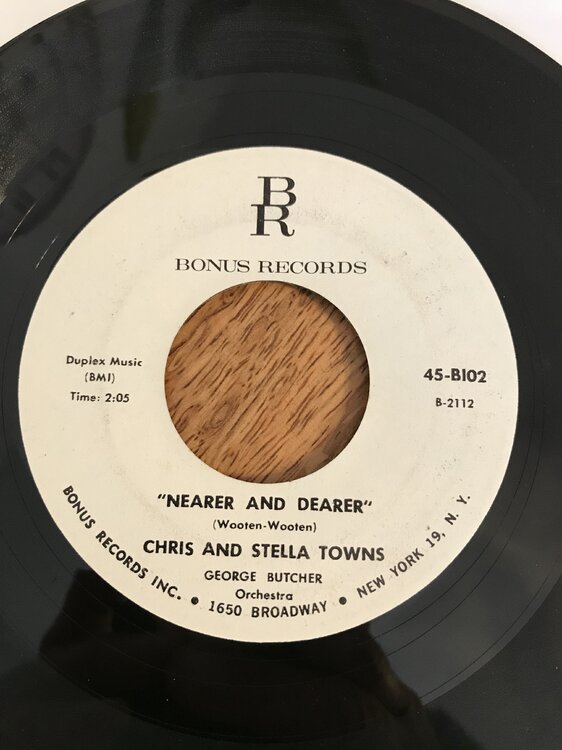 B
R
BONUS RECORDS
Duplex Music
(BMI)
Time: 2:05
45-B102
B-2112
"NEARER AND DEARER"
(Wooten-Wooten)
CHRIS AND STELLA TOWNS
GEORGE BUTCHER
Orchestra
BONUS RECORDS INC. • 1650 BROADWAY • NEW YORK 19, N. Y.